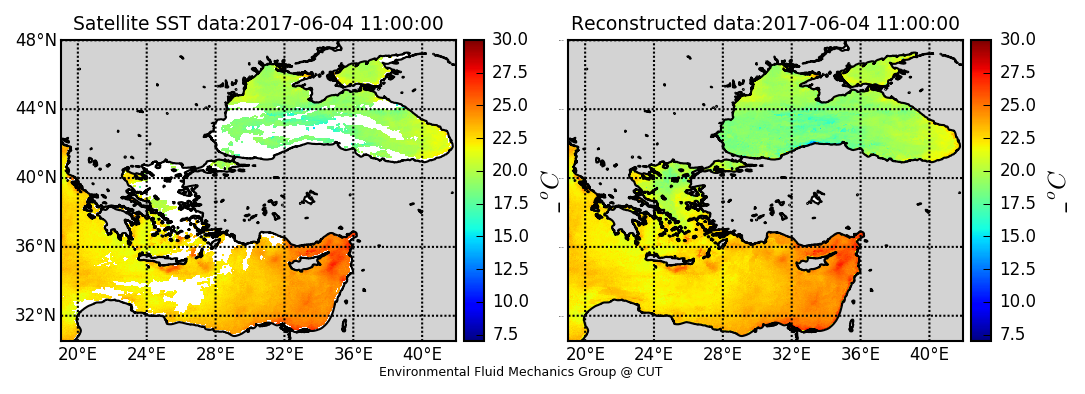 Satellite SST data:2017-06-04 11:00:00
48°N
44°N
40°N
36°N
32°N
20°E 24°E 28°E 32°E 36°E 40°E
30.0
27.5
25.0
22.5
20.0
17.5
15.0
12.5
10.0
7.5
_°C
Reconstructed data:2017-06-04 11:00:00
20°E 24°E 28°E 32°E 36°E 40°E
30.0
27.5
25.0
22.5
20.0
17.5
15.0
12.5
10.0
7.5
_°C
Environmental Fluid Mechanics Group @ CUT